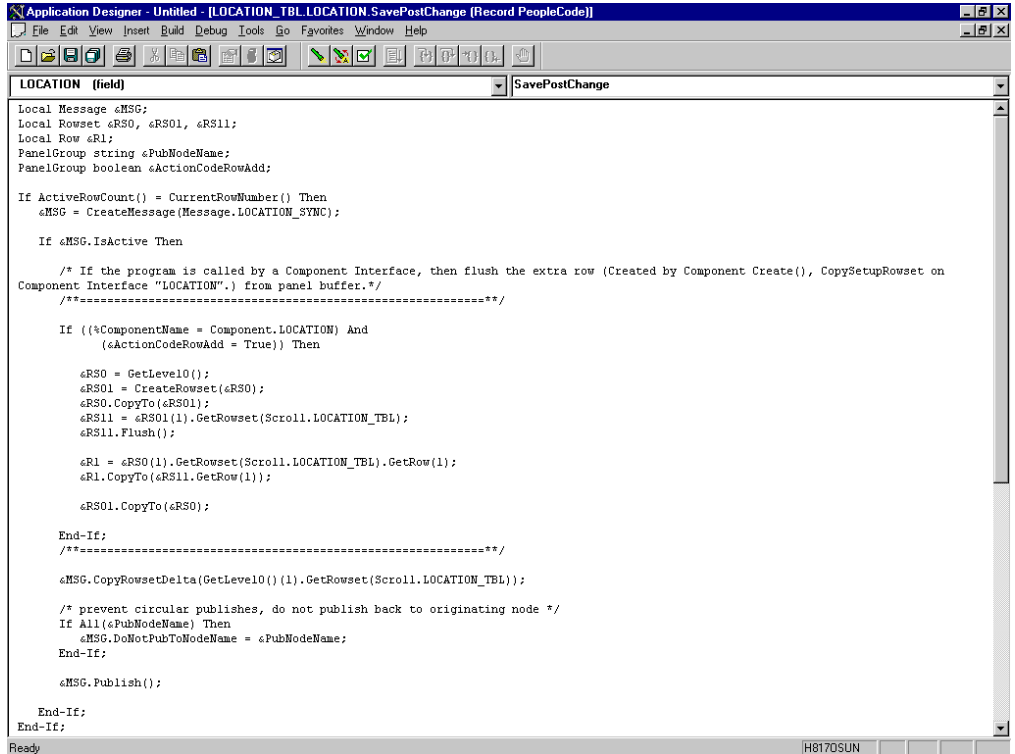 Application Designer - Untitled - [LOCATION_TBL.LOCATION.SavePostChange (Record PeopleCode)]
File Edit View Insert Build Debug Tools Go Favorites Window Help
LOCATION (field) SavePostChange
Local Message &MSG;
Local Rowset &RS0, &RS01, &RS11;
Local Row &R1;
PanelGroup string &PubNodeName;
PanelGroup boolean &ActionCodeRowAdd;
If ActiveRowCount() = CurrentRowNumber() Then
&MSG = CreateMessage(Message.LOCATION_SYNC);
If &MSG.IsActive Then
/* If the program is called by a Component Interface, then flush the extra row (Created by Component Create(), CopySetupRowset on
Component Interface "LOCATION".) from panel buffer.*/
/**===========================================================**/
If ((%ComponentName = Component.LOCATION) And
(&ActionCodeRowAdd = True)) Then
&RS0 = GetLevel0();
&RS01 = CreateRowset(&RS0);
&RS0.CopyTo(&RS01);
&RS11 = &RS01(1).GetRowset(Scroll.LOCATION_TBL);
&RS11.Flush();
&R1 = &RS0(1).GetRowset(Scroll.LOCATION_TBL).GetRow(1);
&R1.CopyTo(&RS11.GetRow(1));
&RS01.CopyTo(&RS0);
End-If;
/**===========================================================**/
&MSG.CopyRowsetDelta(GetLevel0()(1).GetRowset(Scroll.LOCATION_TBL));
/* prevent circular publishes, do not publish back to originating node */
If All(&PubNodeName) Then
&MSG.DoNotPubToNodeName = &PubNodeName;
End-If;
&MSG.Publish();
End-If;
End-If;
Ready H817OSUN